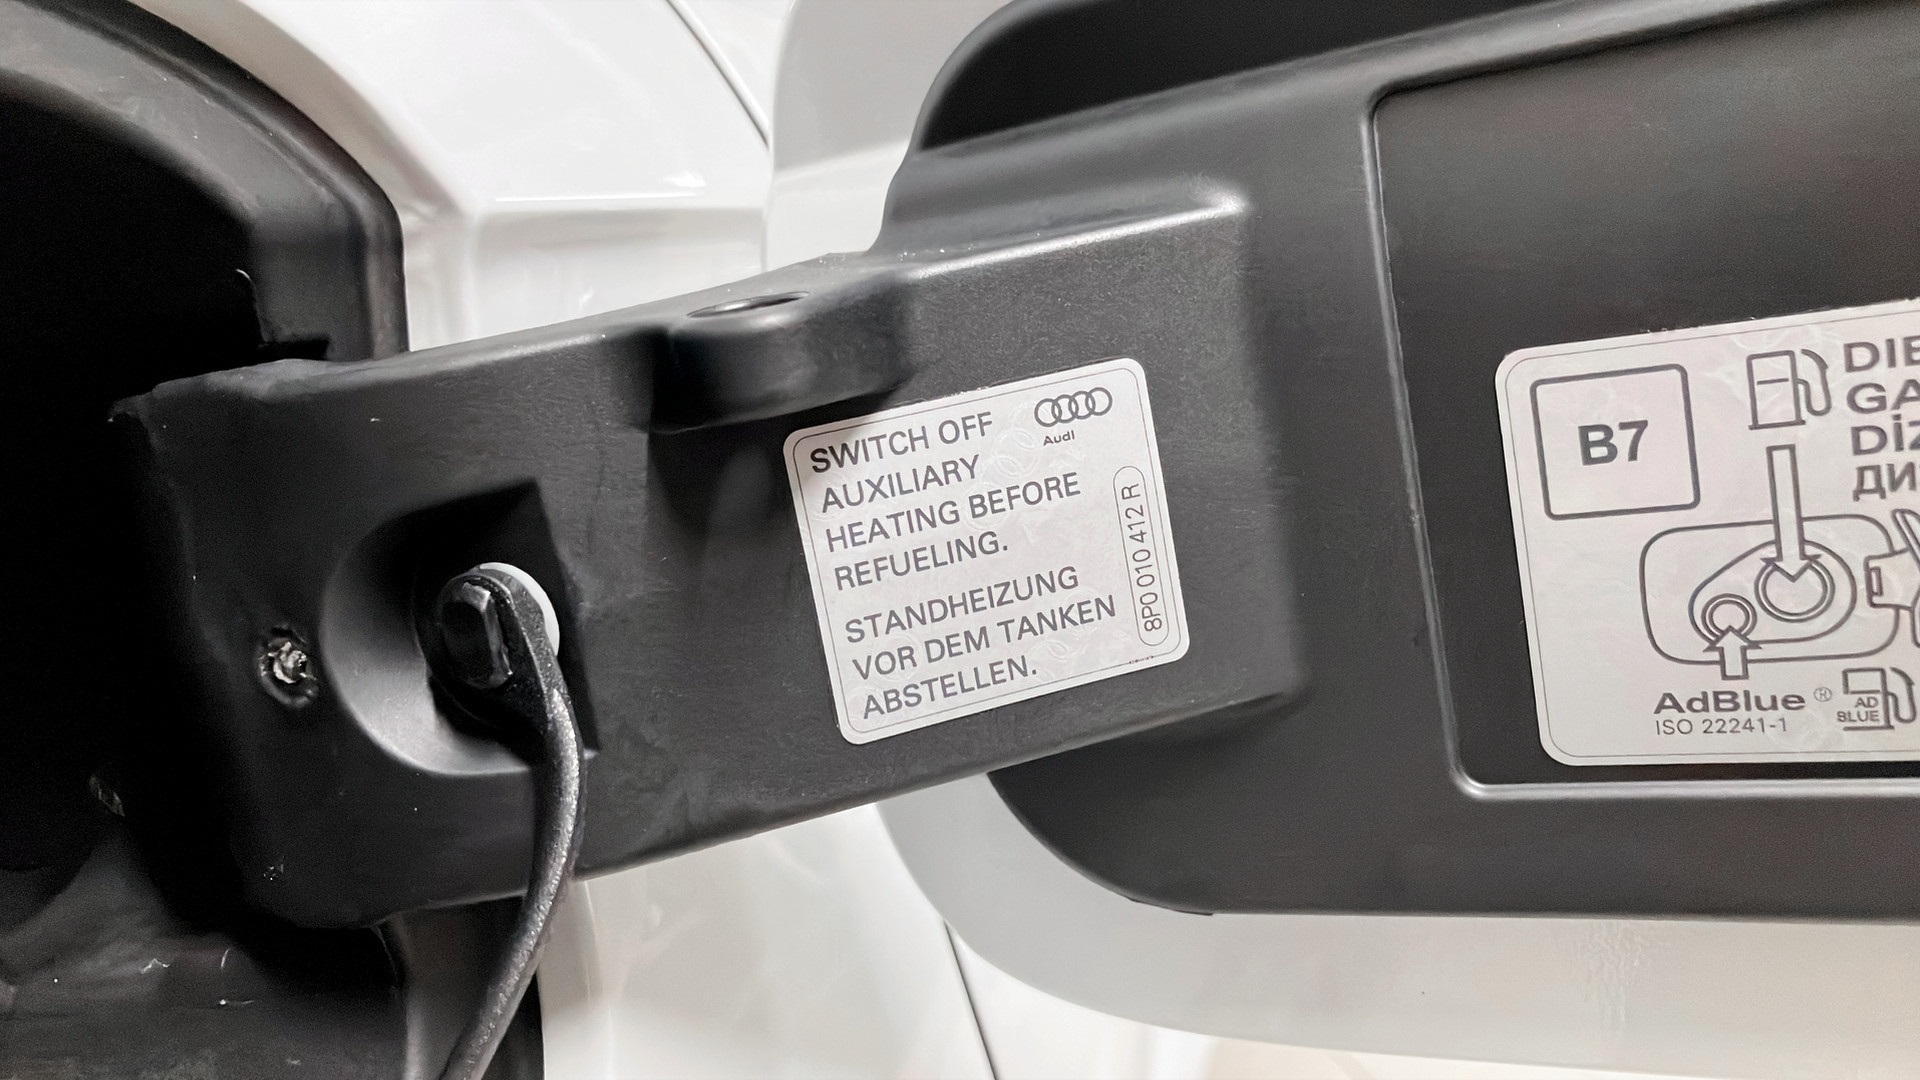 SWITCH OFF
AUXILIARY
HEATING BEFORE
REFUELING.
STANDHEIZUNG
VOR DEM TANKEN
ABSTELLEN.
Audi
8P0 010 412 R
B7
AdBlue ®
ISO 22241-1
AD
BLUE